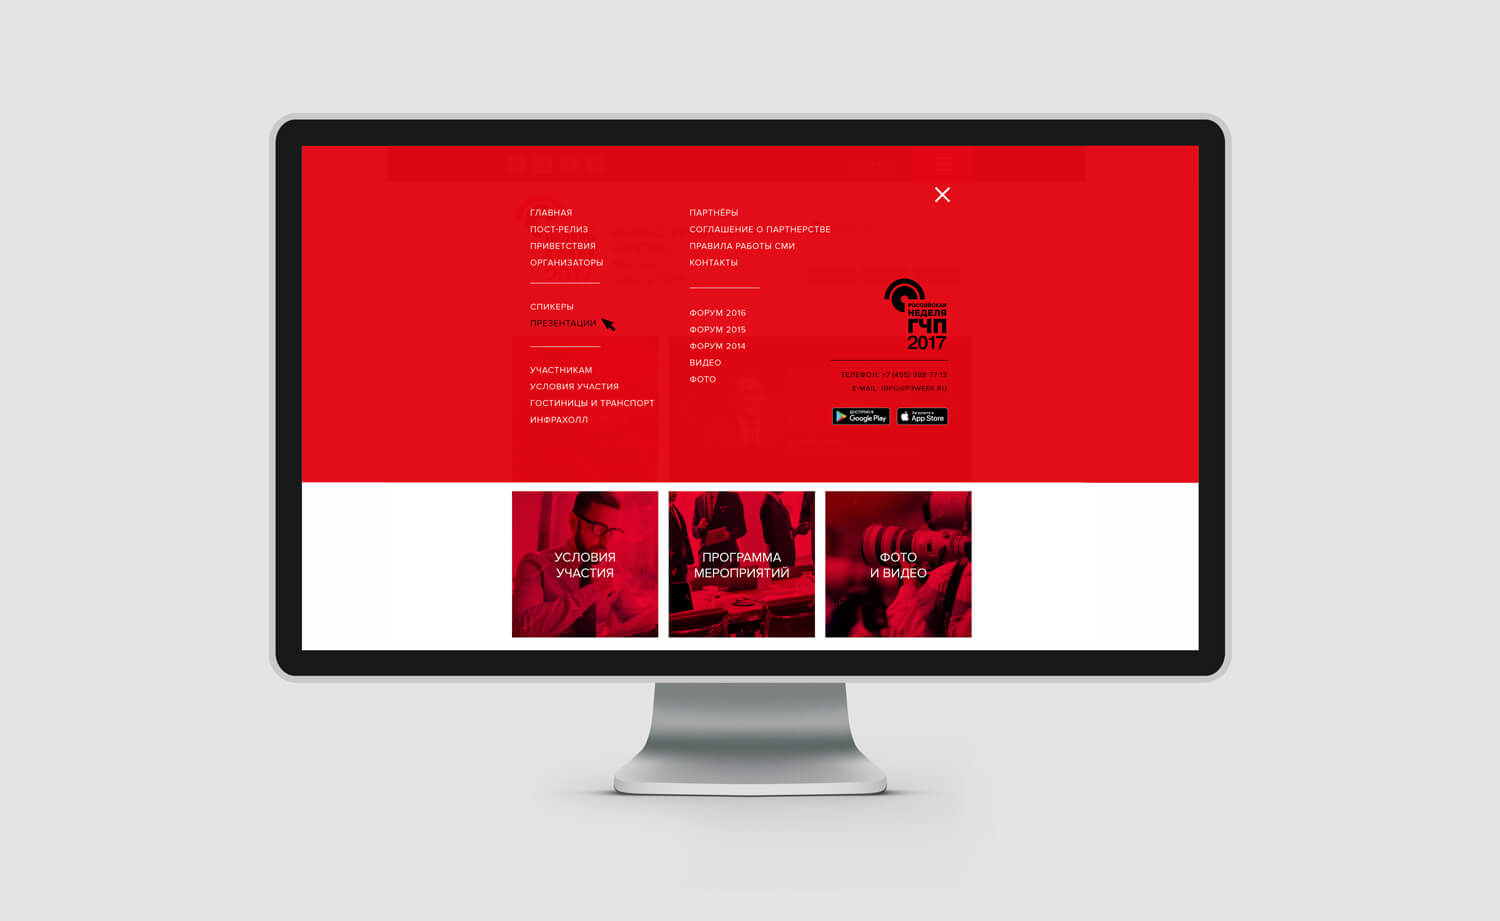 ГЛАВНАЯ
ПОСТ-РЕЛИЗ
ПРИВЕТСТВИЯ
ОРГАНИЗАТОРЫ
СПИКЕРЫ
ПРЕЗЕНТАЦИИ
УЧАСТНИКАМ
УСЛОВИЯ УЧАСТИЯ
ГОСТИНИЦЫ И ТРАНСПОРТ
ИНФРАХОЛЛ
ПАРТНЁРЫ
СОГЛАШЕНИЕ О ПАРТНЕРСТВЕ
ПРАВИЛА РАБОТЫ СМИ
КОНТАКТЫ
ФОРУМ 2016
ФОРУМ 2015
ФОРУМ 2014
ВИДЕО
ФОТО
РОССИЙСКАЯ
НЕДЕЛЯ
ГЧП
2017
ТЕЛЕФОН: +7 (495) 988-77-13
E-MAIL: INFO@P3WEEK.RU
ДОСТУПНО В
Google Play
Загрузите в
App Store
УСЛОВИЯ
УЧАСТИЯ
ПРОГРАММА
МЕРОПРИЯТИЙ
ФОТО
И ВИДЕО